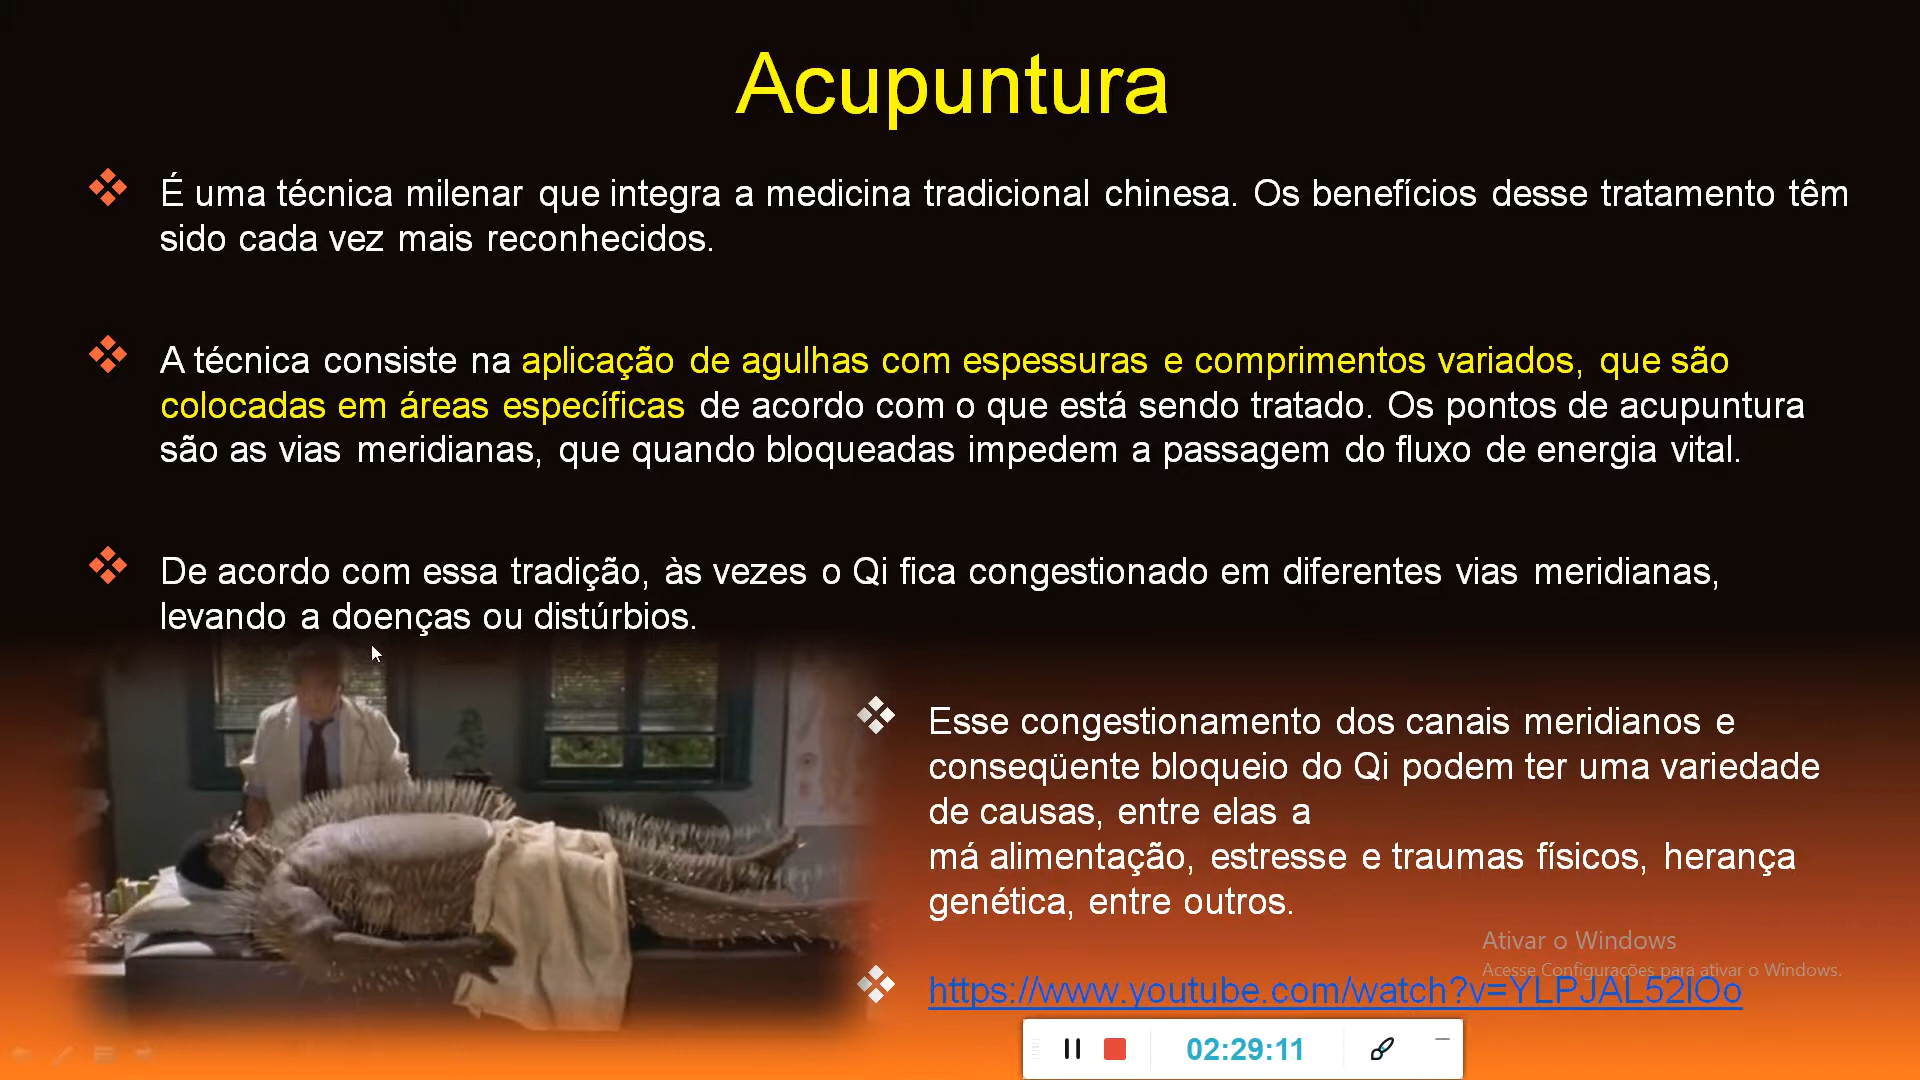 Acupuntura
É uma técnica milenar que integra a medicina tradicional chinesa. Os benefícios desse tratamento têm
sido cada vez mais reconhecidos.
A técnica consiste na aplicação de agulhas com espessuras e comprimentos variados, que são
colocadas em áreas específicas de acordo com o que está sendo tratado. Os pontos de acupuntura
são as vias meridianas, que quando bloqueadas impedem a passagem do fluxo de energia vital.
De acordo com essa tradição, às vezes o Qi fica congestionado em diferentes vias meridianas,
levando a doenças ou distúrbios.
Esse congestionamento dos canais meridianos e
conseqüente bloqueio do Qi podem ter uma variedade
de causas, entre elas a
má alimentação, estresse e traumas físicos, herança
genética, entre outros.
Ativar o Windows
Acesse Configurações para ativar o Windows.
https://www.youtube.com/watch?v=YLPJAL52IOo
02:29:11